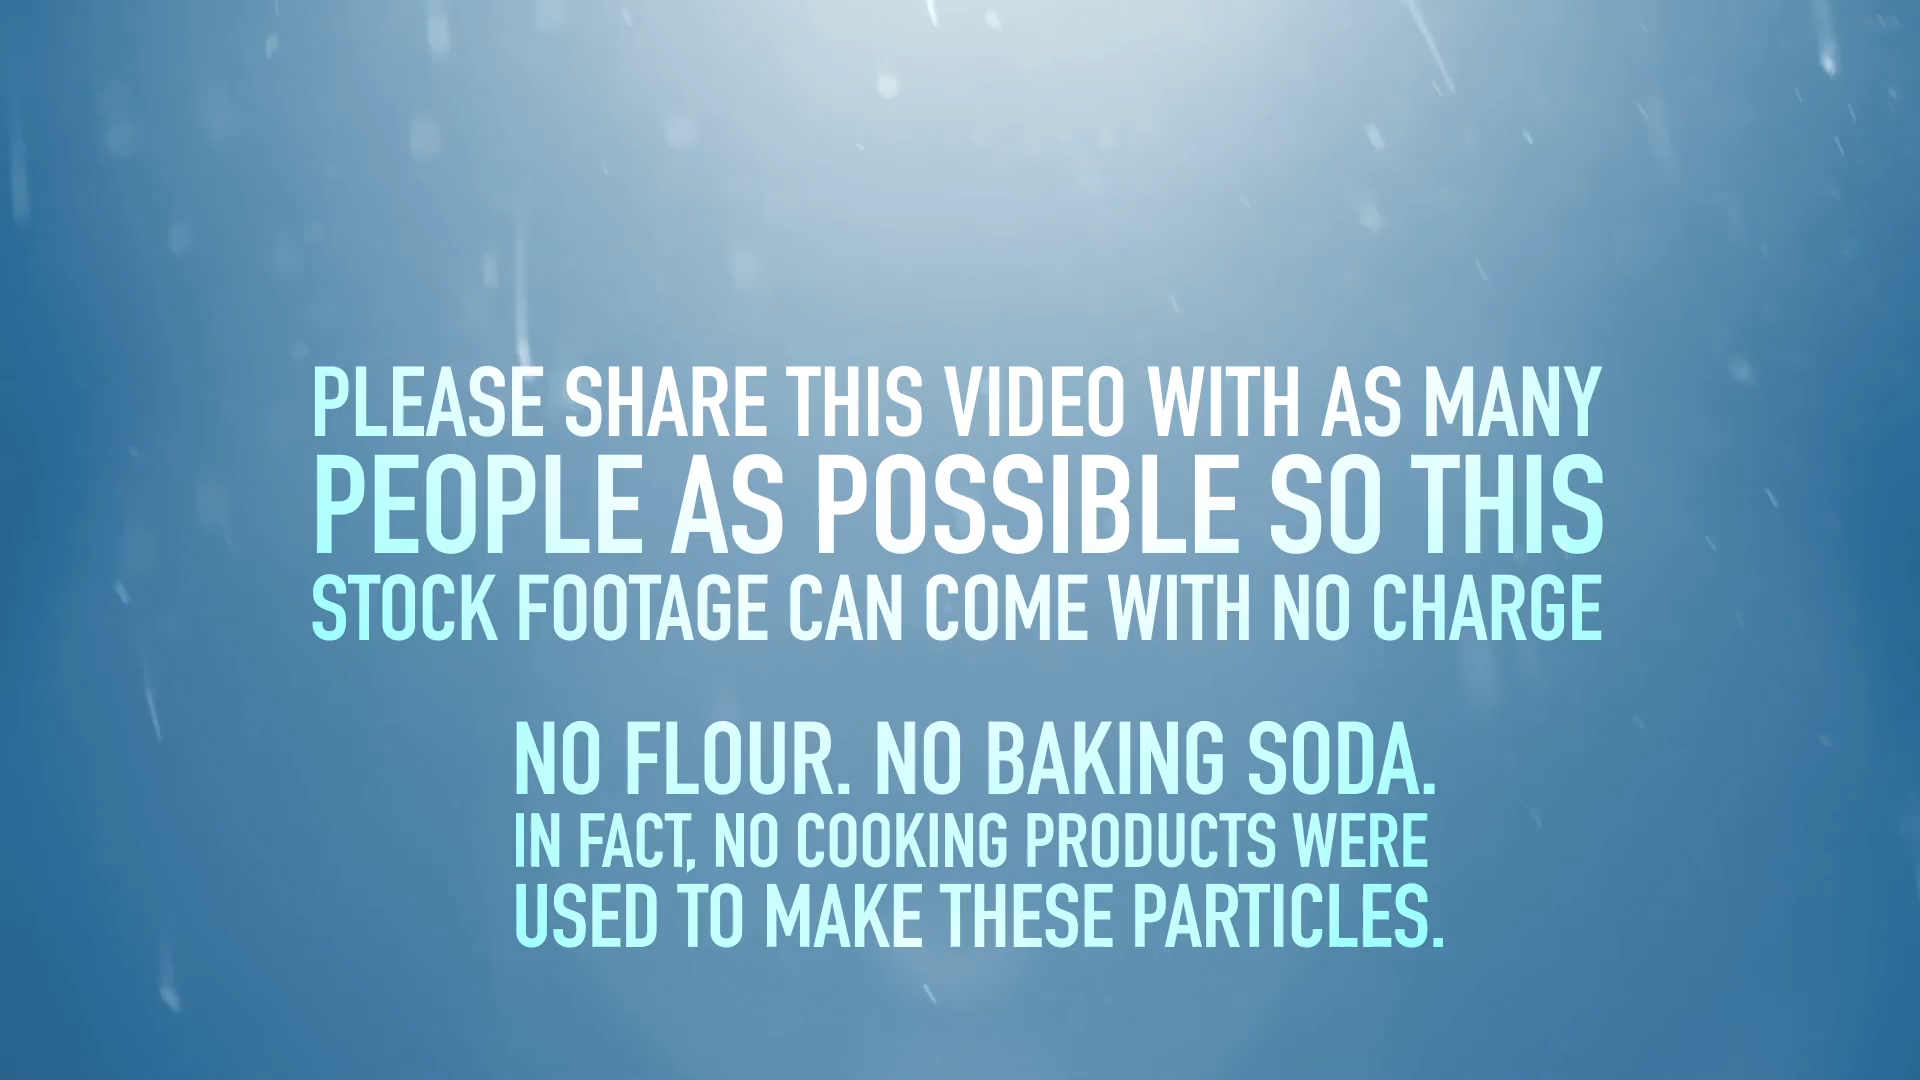 PLEASE SHARE THIS VIDEO WITH AS MANY
PEOPLE AS POSSIBLE SO THIS
STOCK FOOTAGE CAN COME WITH NO CHARGE
NO FLOUR. NO BAKING SODA.
IN FACT, NO COOKING PRODUCTS WERE
USED TO MAKE THESE PARTICLES.